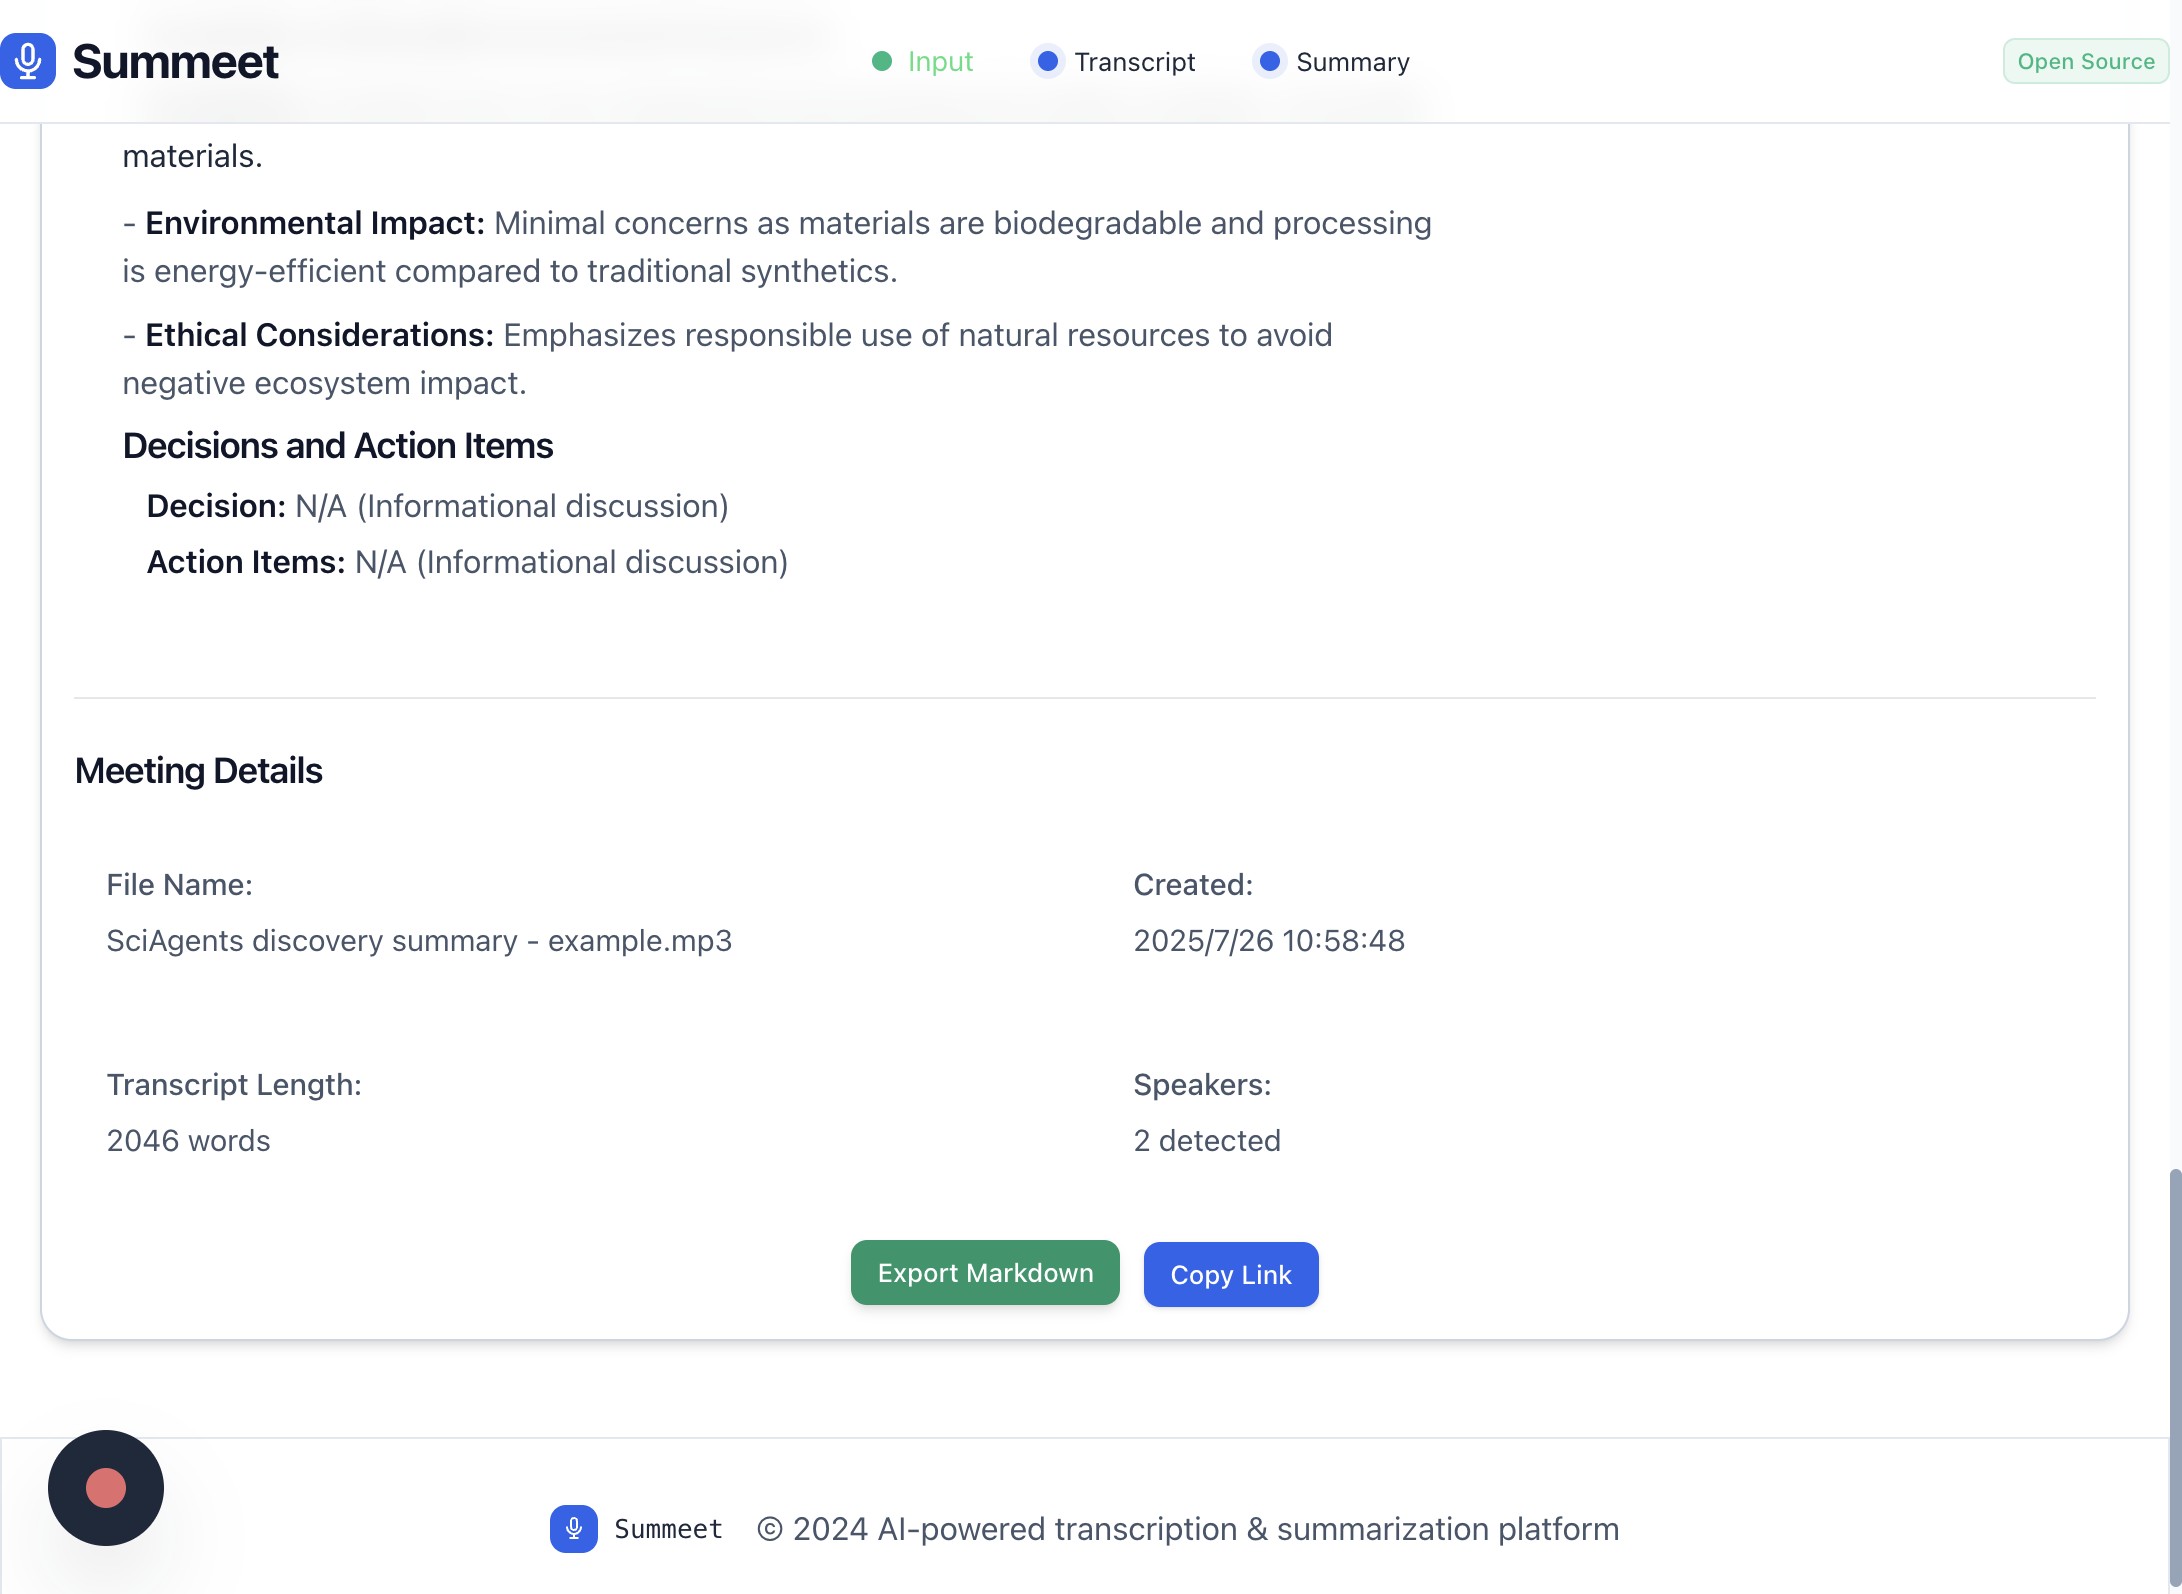 Summeet
Input
Transcript
Summary
Open Source
materials.
- Environmental Impact: Minimal concerns as materials are biodegradable and processing
is energy-efficient compared to traditional synthetics.
- Ethical Considerations: Emphasizes responsible use of natural resources to avoid
negative ecosystem impact.
Decisions and Action Items
Decision: N/A (Informational discussion)
Action Items: N/A (Informational discussion)
Meeting Details
File Name:
SciAgents discovery summary - example.mp3
Created:
2025/7/26 10:58:48
Transcript Length:
2046 words
Speakers:
2 detected
Export Markdown
Copy Link
Summeet © 2024 AI-powered transcription & summarization platform